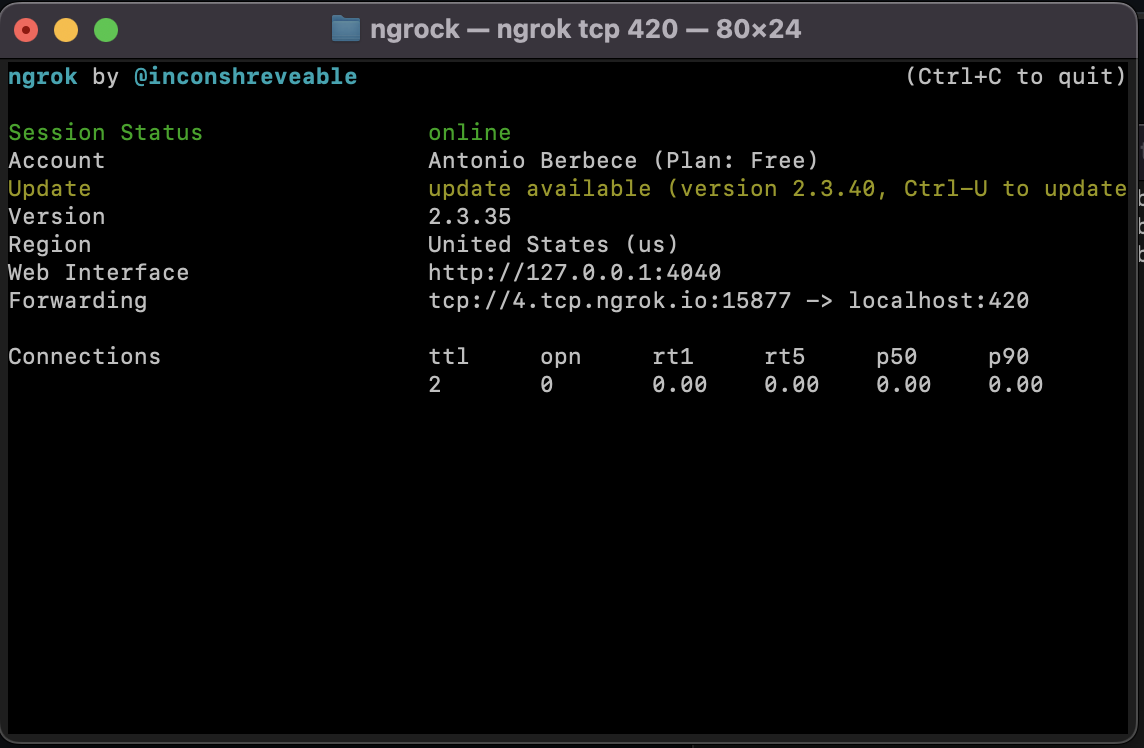 ngrock — ngrok tcp 420 — 80×24
ngrok by @inconshreveable (Ctrl+C to quit)
Session Status online
Account Antonio Berbece (Plan: Free)
Update update available (version 2.3.40, Ctrl-U to update
Version 2.3.35
Region United States (us)
Web Interface http://127.0.0.1:4040
Forwarding tcp://4.tcp.ngrok.io:15877 -> localhost:420
Connections ttl opn rt1 rt5 p50 p90
2 0 0.00 0.00 0.00 0.00